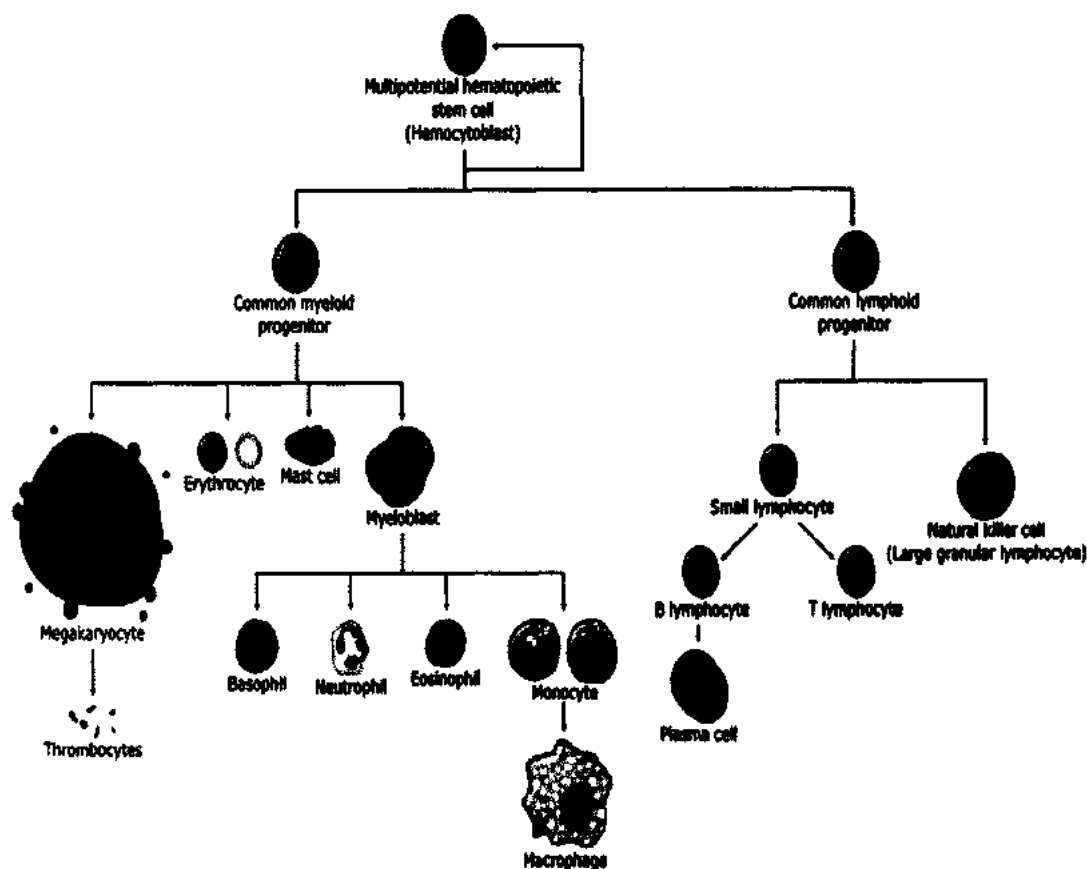 Multipotential hematopoietic
stem cell
(Hemocytoblast)
Common myeloid
progenitor
Common lymphoid
progenitor
Erythrocyte
Mast cell
Myeloblast
Small lymphocyte
Natural killer cell
(Large granular lymphocyte)
B lymphocyte
T lymphocyte
Megakaryocyte
Basophil
Neutrophil
Eosinophil
Monocyte
Plasma cell
Thrombocytes
Macrophage